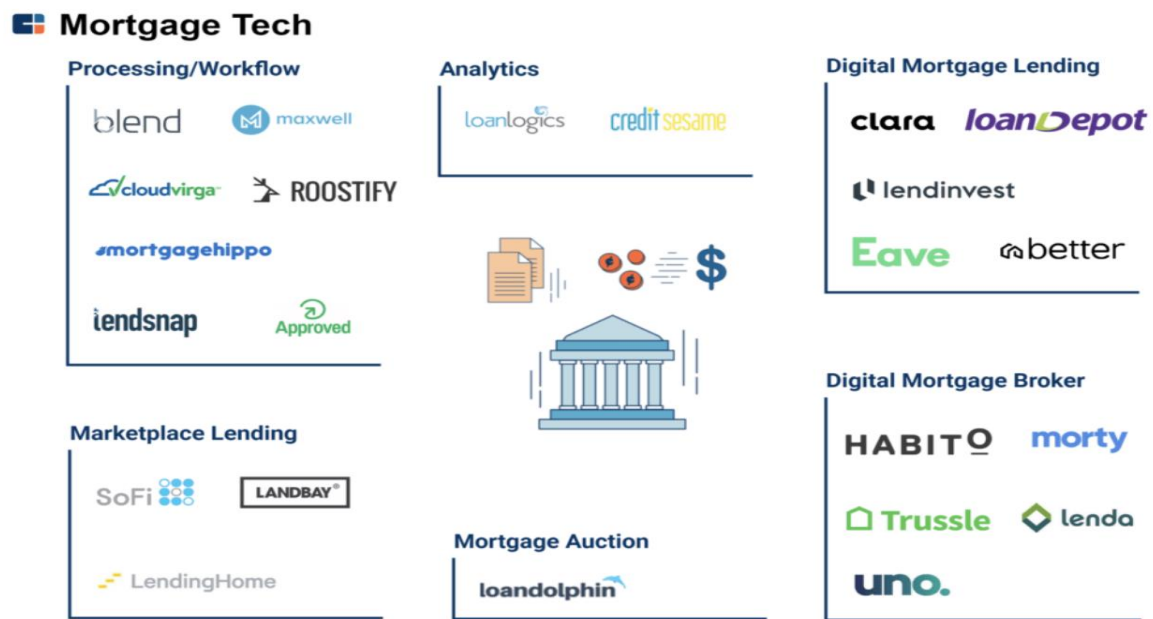 Mortgage Tech
Processing/Workflow
blend
maxwell
cloudvirga
ROOSTIFY
mortgagehippo
lendsnap
Approved
Analytics
loanlogics
credit sesame
Digital Mortgage Lending
clara
loanDepot
lendinvest
Eave
better
$
Marketplace Lending
SoFi
LANDBAY®
LendingHome
Mortgage Auction
loandolphin
Digital Mortgage Broker
HABITO
morty
Trussle
lenda
uno.